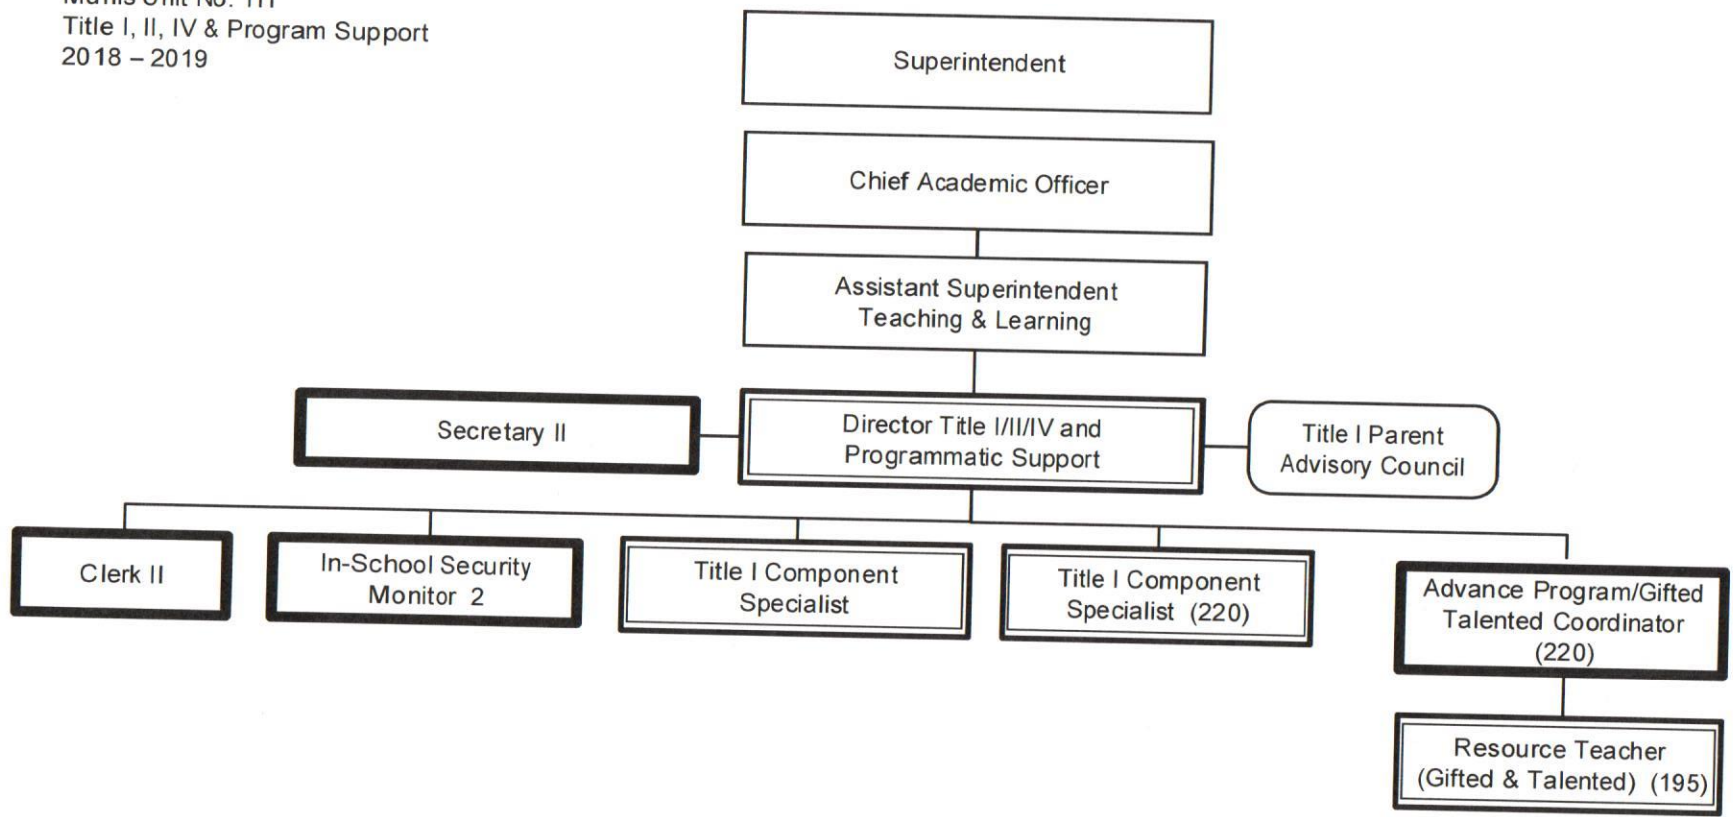 Unit No.
Title I, II, IV & Program Support
2018 – 2019
Superintendent
Chief Academic Officer
Assistant Superintendent
Teaching & Learning
Secretary II
Director Title I/II/IV and
Programmatic Support
Title I Parent
Advisory Council
Clerk II
In-School Security
Monitor 2
Title I Component
Specialist
Title I Component
Specialist (220)
Advance Program/Gifted
Talented Coordinator
(220)
Resource Teacher
(Gifted & Talented) (195)